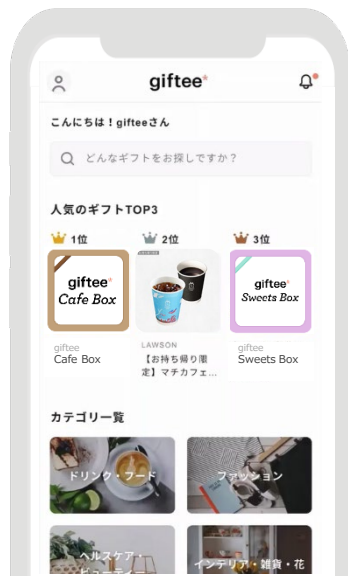 giftee*
こんにちは！gifteeさん
どんなギフトをお探しですか？
人気のギフトTOP3
1位
2位
3位
giftee*
Cafe Box
giftee*
Sweets Box
giftee
Cafe Box
LAWSON
【お持ち帰り限
定】マチカフェ...
giftee
Sweets Box
カテゴリ一覧
ドリンク・フード
ファッション
ヘルスケア・
ビューティー
インテリア・雑貨・花